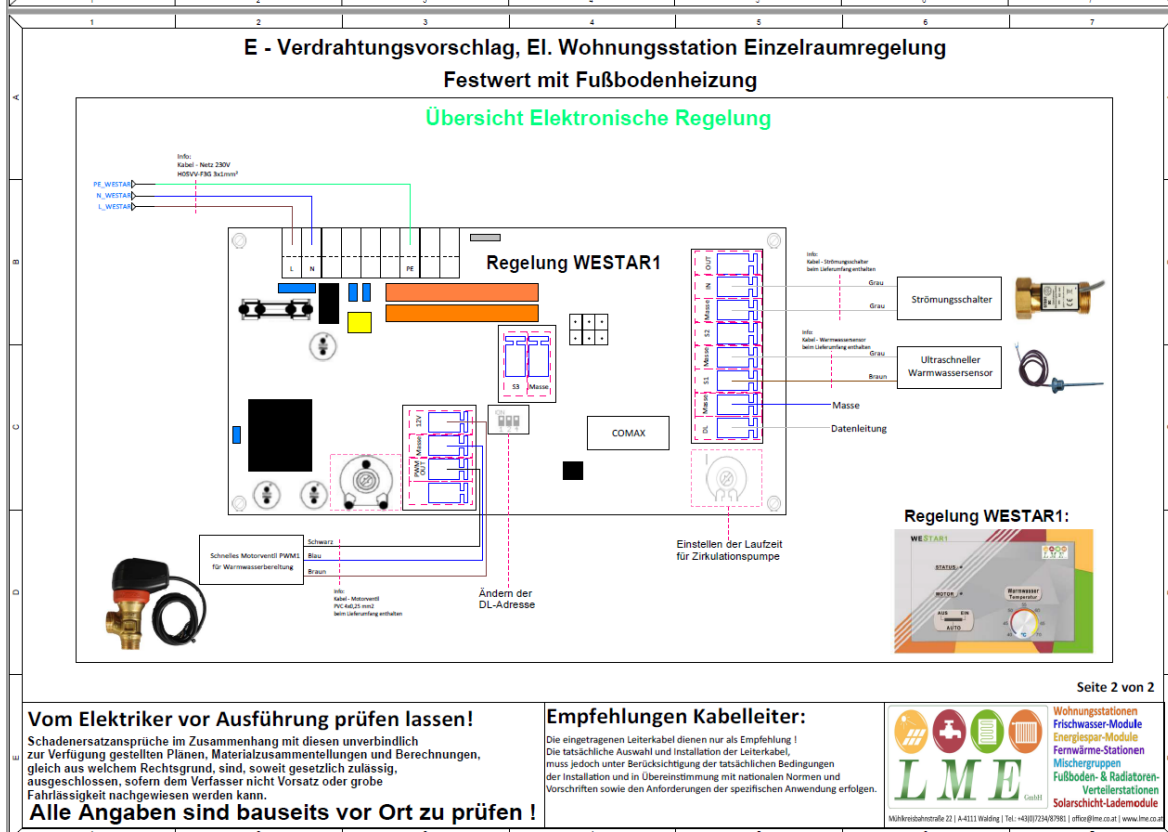 1 2 3 4 5 6 7
E - Verdrahtungsvorschlag, El. Wohnungsstation Einzelraumregelung
Festwert mit Fußbodenheizung
A
Übersicht Elektronische Regelung
Info:
Kabel - Netz 230V
H05VV-F3G 3x1mm²
PE_WESTAR
N_WESTAR
L_WESTAR
B
L N PE
Regelung WESTAR1
OUT
IN
Masse
S2
Masse
S1
Masse
DL
Info:
Kabel - Strömungsschalter
beim Lieferumfang enthalten
Grau
Grau
Strömungsschalter
Info:
Kabel - Warmwassersensor
beim Lieferumfang enthalten
Grau
Braun
Ultraschneller
Warmwassersensor
Masse
Datenleitung
S3 Masse
C
ON
COMAX
12V
Masse
PWM
OUT
Einstellen der Laufzeit
für Zirkulationspumpe
Schnelles Motorventil PWM1
für Warmwasserbereitung
Schwarz
Blau
Braun
Info:
Kabel - Motorventil
PVC 4x0,25 mm2
beim Lieferumfang enthalten
Ändern der
DL-Adresse
D
Regelung WESTAR1:
WESTAR1
STATUS
MOTOR
AUS EIN
AUTO
Warmwasser
Temperatur
°C
Seite 2 von 2
E
Vom Elektriker vor Ausführung prüfen lassen!
Schadenersatzansprüche im Zusammenhang mit diesen unverbindlich
zur Verfügung gestellten Plänen, Materialzusammenstellungen und Berechnungen,
gleich aus welchem Rechtsgrund, sind, soweit gesetzlich zulässig,
ausgeschlossen, sofern dem Verfasser nicht Vorsatz oder grobe
Fahrlässigkeit nachgewiesen werden kann.
Alle Angaben sind bauseits vor Ort zu prüfen !
Empfehlungen Kabelleiter:
Die eingetragenen Leiterkabel dienen nur als Empfehlung !
Die tatsächliche Auswahl und Installation der Leiterkabel,
muss jedoch unter Berücksichtigung der tatsächlichen Bedingungen
der Installation und in Übereinstimmung mit nationalen Normen und
Vorschriften sowie den Anforderungen der spezifischen Anwendung erfolgen.
LME GmbH
Wohnungsstationen
Frischwasser-Module
Energiespar-Module
Fernwärme-Stationen
Mischergruppen
Fußboden- & Radiatoren-
Verteilerstationen
Solarschicht-Lademodule
Mühlkreisbahnstraße 22 | A-4111 Walding | Tel.: +43(0)7234/87981 | office@lme.co.at | www.lme.co.at